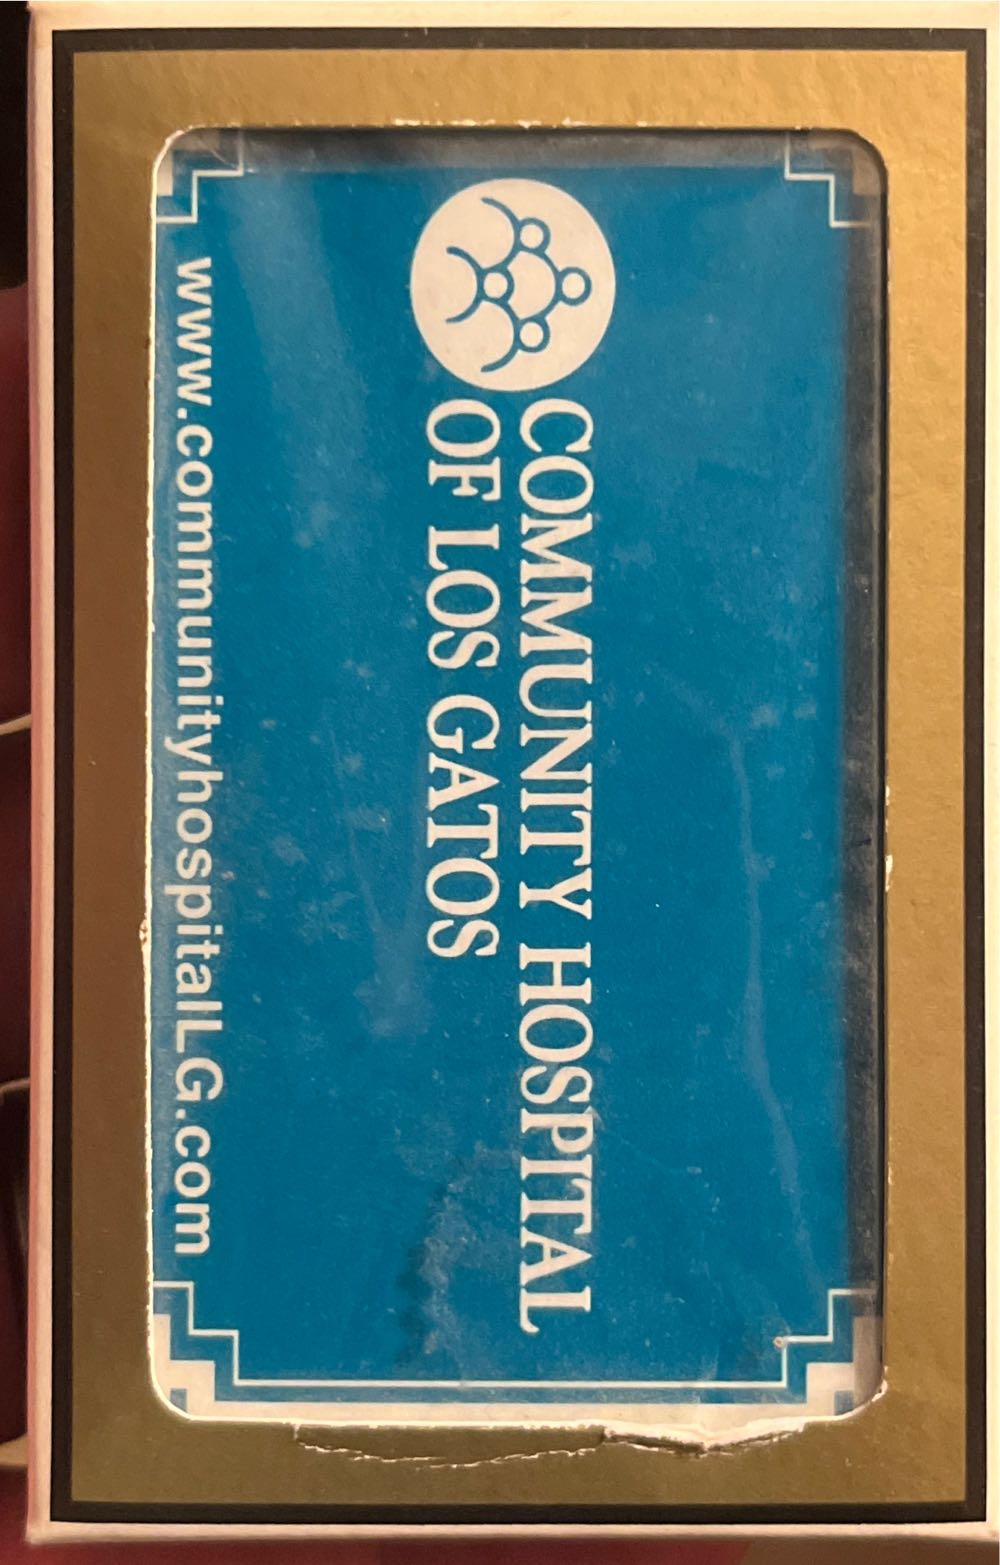 COMMUNITY HOSPITAL
OF LOS GATOS
www.communityhospitalLG.com